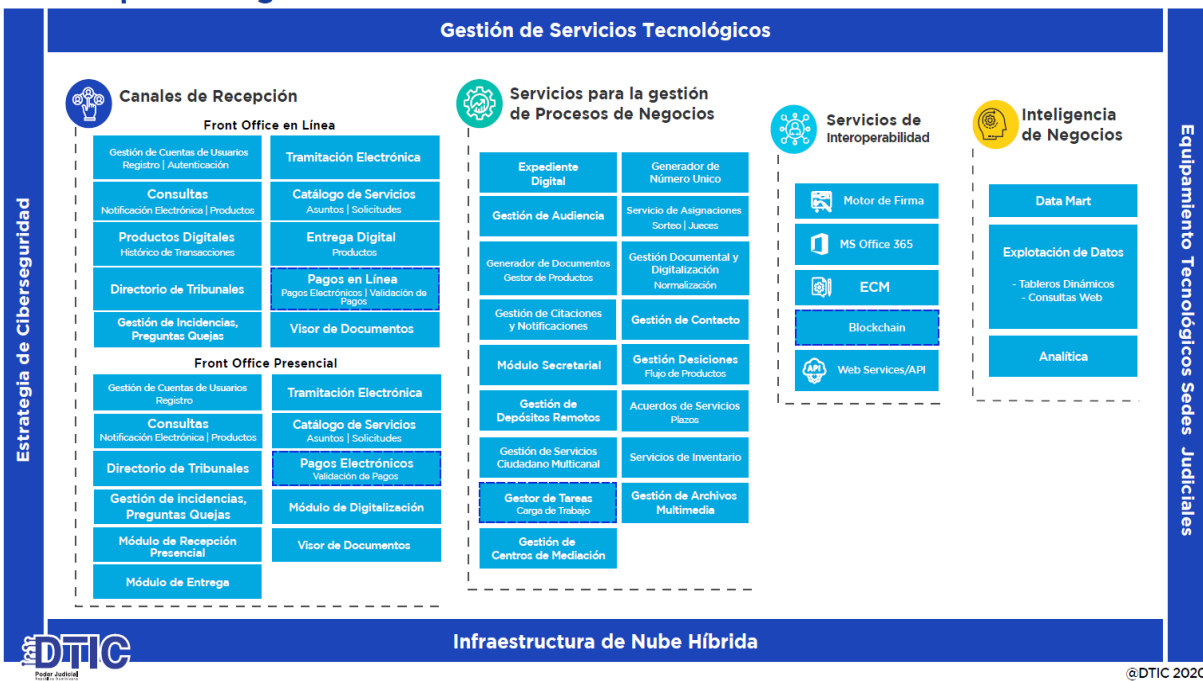 Gestión de Servicios Tecnológicos
Estrategia de Ciberseguridad
Canales de Recepción
Front Office en Línea
Gestión de Cuentas de Usuarios
Registro | Autenticación
Tramitación Electrónica
Consultas
Notificación Electrónica | Productos
Catálogo de Servicios
Asuntos | Solicitudes
Productos Digitales
Histórico de Transacciones
Entrega Digital
Productos
Directorio de Tribunales
Pagos en Línea
Pagos Electrónicos | Validación de
Pagos
Gestión de Incidencias,
Preguntas Quejas
Visor de Documentos
Front Office Presencial
Gestión de Cuentas de Usuarios
Registro
Tramitación Electrónica
Consultas
Notificación Electrónica | Productos
Catálogo de Servicios
Asuntos | Solicitudes
Directorio de Tribunales
Pagos Electrónicos
Validación de Pagos
Gestión de incidencias,
Preguntas Quejas
Módulo de Digitalización
Módulo de Recepción
Presencial
Visor de Documentos
Módulo de Entrega
Servicios para la gestión
de Procesos de Negocios
Expediente
Digital
Generador de
Número Unico
Gestión de Audiencia
Servicio de Asignaciones
Sorteo | Jueces
Generador de Documentos
Gestor de Productos
Gestión Documental y
Digitalización
Normalización
Gestión de Citaciones
y Notificaciones
Gestión de Contacto
Módulo Secretarial
Gestión Desiciones
Flujo de Productos
Gestión de
Depósitos Remotos
Acuerdos de Servicios
Plazos
Gestión de Servicios
Ciudadano Multicanal
Servicios de Inventario
Gestor de Tareas
Carga de Trabajo
Gestión de Archivos
Multimedia
Gestión de
Centros de Mediación
Servicios de
Interoperabilidad
Motor de Firma
MS Office 365
ECM
Blockchain
API
Web Services/API
Inteligencia
de Negocios
Data Mart
Explotación de Datos
- Tableros Dinámicos
- Consultas Web
Analítica
Equipamiento Tecnológicos Sedes Judiciales
Infraestructura de Nube Híbrida
DTIC
Poder Judicial
República Dominicana
@DTIC 2020